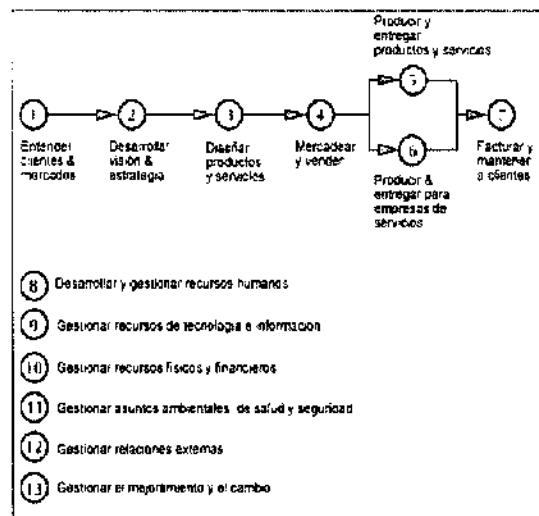 Producir y
entregar
productos y servicios
1
2
3
4
5
6
7
Entender
clientes &
mercados
Desarrollar
visión &
estrategia
Diseñar
productos
y servicios
Mercadear
y vender
Producir &
entregar para
empresas de
servicios
Facturar y
mantener
a clientes
8 Desarrollar y gestionar recursos humanos
9 Gestionar recursos de tecnología e información
10 Gestionar recursos físicos y financieros
11 Gestionar asuntos ambientales de salud y seguridad
12 Gestionar relaciones externas
13 Gestionar el mejoramiento y el cambio